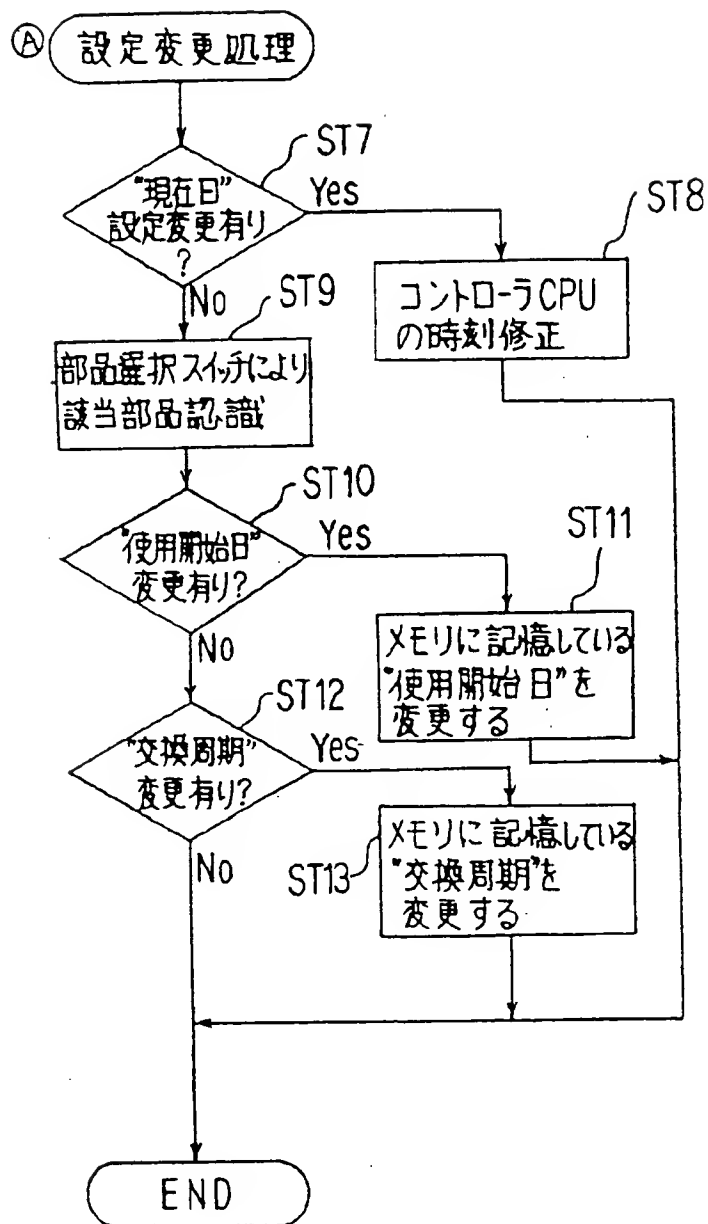 Ⓐ 設定変更処理
ST7
"現在日"
設定変更有り
?
Yes
ST8
コントローラCPU
の時刻修正
No
ST9
部品選択スイッチにより
該当部品認識
ST10
"使用開始日"
変更有り?
Yes
ST11
メモリに記憶している
"使用開始日"を
変更する
No
ST12
"交換周期"
変更有り?
Yes
ST13
メモリに記憶している
"交換周期"を
変更する
No
END